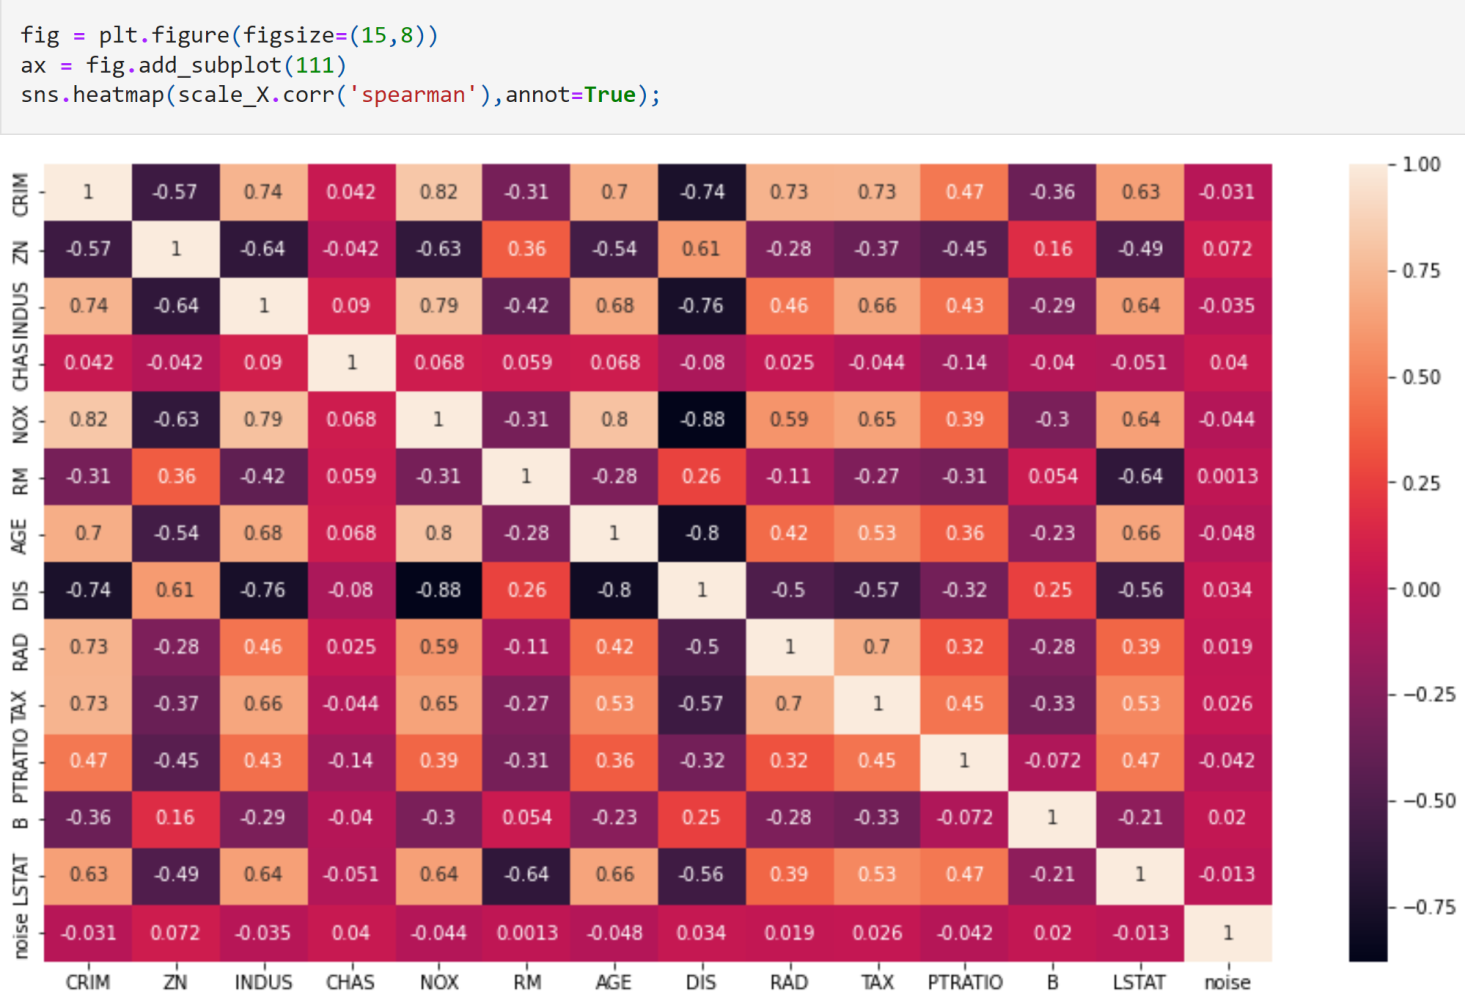 fig = plt.figure(figsize=(15,8))
ax = fig.add_subplot(111)
sns.heatmap(scale_X.corr('spearman'),annot=True);
CRIM 1 -0.57 0.74 0.042 0.82 -0.31 0.7 -0.74 0.73 0.73 0.47 -0.36 0.63 -0.031
ZN -0.57 1 -0.64 -0.042 -0.63 0.36 -0.54 0.61 -0.28 -0.37 -0.45 0.16 -0.49 0.072
INDUS 0.74 -0.64 1 0.09 0.79 -0.42 0.68 -0.76 0.46 0.66 0.43 -0.29 0.64 -0.035
CHAS 0.042 -0.042 0.09 1 0.068 0.059 0.068 -0.08 0.025 -0.044 -0.14 -0.04 -0.051 0.04
NOX 0.82 -0.63 0.79 0.068 1 -0.31 0.8 -0.88 0.59 0.65 0.39 -0.3 0.64 -0.044
RM -0.31 0.36 -0.42 0.059 -0.31 1 -0.28 0.26 -0.11 -0.27 -0.31 0.054 -0.64 0.0013
AGE 0.7 -0.54 0.68 0.068 0.8 -0.28 1 -0.8 0.42 0.53 0.36 -0.23 0.66 -0.048
DIS -0.74 0.61 -0.76 -0.08 -0.88 0.26 -0.8 1 -0.5 -0.57 -0.32 0.25 -0.56 0.034
RAD 0.73 -0.28 0.46 0.025 0.59 -0.11 0.42 -0.5 1 0.7 0.32 -0.28 0.39 0.019
TAX 0.73 -0.37 0.66 -0.044 0.65 -0.27 0.53 -0.57 0.7 1 0.45 -0.33 0.53 0.026
PTRATIO 0.47 -0.45 0.43 -0.14 0.39 -0.31 0.36 -0.32 0.32 0.45 1 -0.072 0.47 -0.042
B -0.36 0.16 -0.29 -0.04 -0.3 0.054 -0.23 0.25 -0.28 -0.33 -0.072 1 -0.21 0.02
LSTAT 0.63 -0.49 0.64 -0.051 0.64 -0.64 0.66 -0.56 0.39 0.53 0.47 -0.21 1 -0.013
noise -0.031 0.072 -0.035 0.04 -0.044 0.0013 -0.048 0.034 0.019 0.026 -0.042 0.02 -0.013 1
CRIM ZN INDUS CHAS NOX RM AGE DIS RAD TAX PTRATIO B LSTAT noise
1.00
0.75
0.50
0.25
0.00
−0.25
−0.50
−0.75